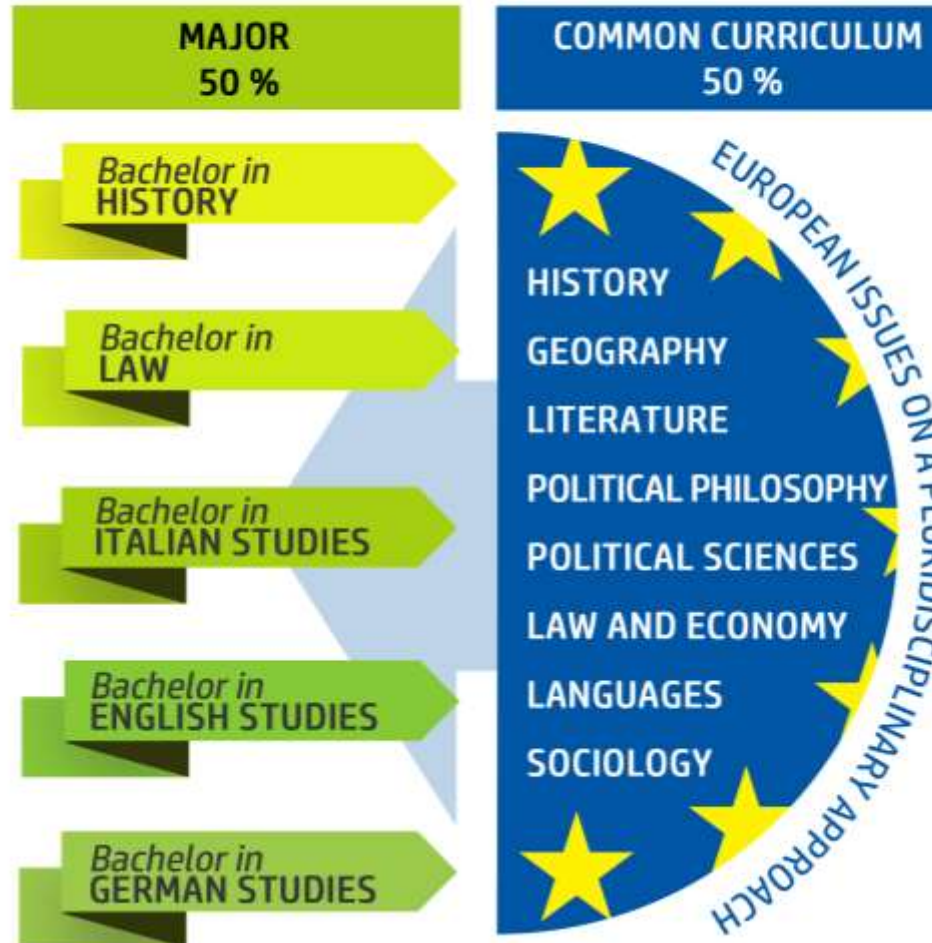 MAJOR
50 %
Bachelor in
HISTORY
Bachelor in
LAW
Bachelor in
ITALIAN STUDIES
Bachelor in
ENGLISH STUDIES
Bachelor in
GERMAN STUDIES
COMMON CURRICULUM
50 %
HISTORY
GEOGRAPHY
LITERATURE
POLITICAL PHILOSOPHY
POLITICAL SCIENCES
LAW AND ECONOMY
LANGUAGES
SOCIOLOGY
EUROPEAN ISSUES ON A PLURIDISCIPLINARY APPROACH